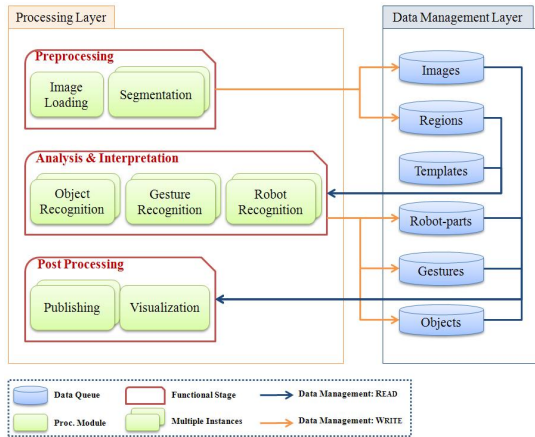 Processing Layer
Data Management Layer
Preprocessing
Image
Loading
Segmentation
Images
Regions
Analysis & Interpretation
Object
Recognition
Gesture
Recognition
Robot
Recognition
Templates
Robot-parts
Post Processing
Publishing
Visualization
Gestures
Objects
Data Queue
Functional Stage
Data Management: READ
Proc. Module
Multiple Instances
Data Management: WRITE